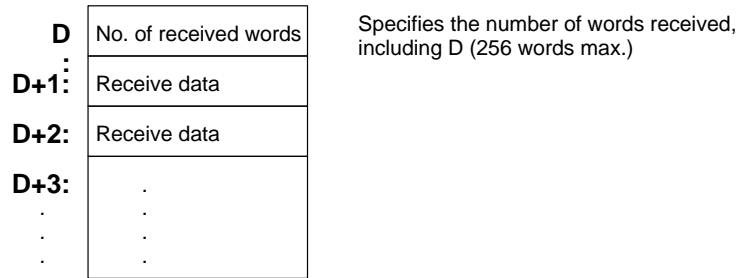 D No. of received words Specifies the number of words received,
: including D (256 words max.)
D+1: Receive data
D+2: Receive data
D+3: .
. .
. .
. .